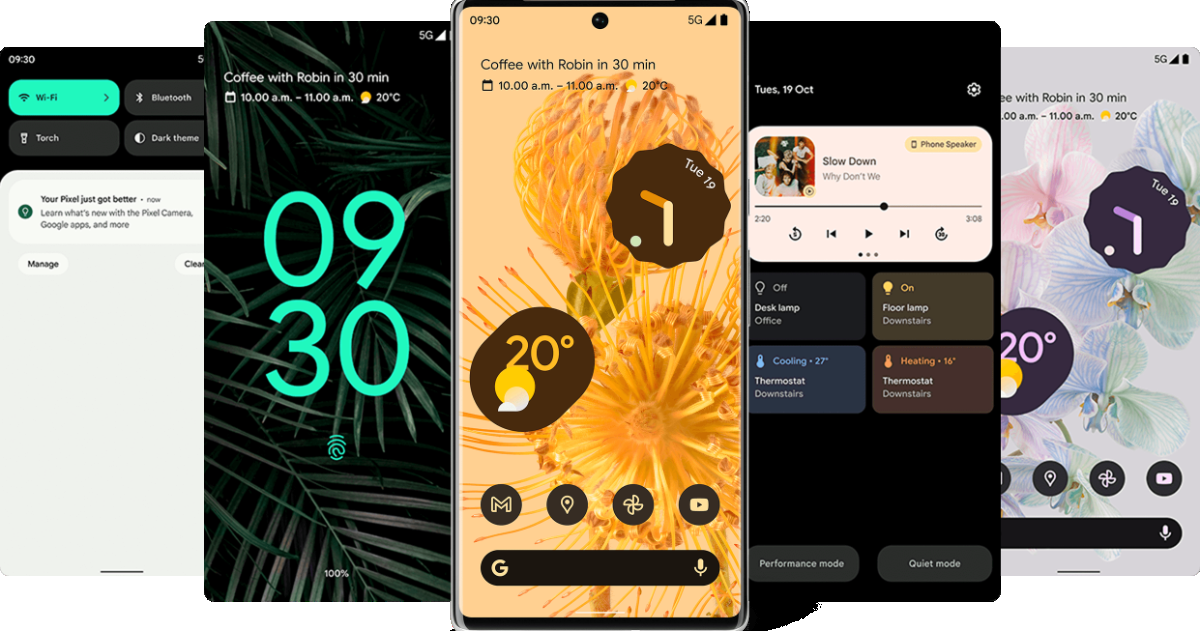 09:30
5
Wi-Fi
Bluetooth
Torch
Dark theme
Your Pixel just got better • now
Learn what's new with the Pixel Camera,
Google apps, and more
Manage
Clear
5G
Coffee with Robin in 30 min
10.00 a.m. – 11.00 a.m. 20°C
09
30
100%
09:30
5G
Coffee with Robin in 30 min
10.00 a.m. – 11.00 a.m. 20°C
Tue 19
20°
G
Tues, 19 Oct
Phone Speaker
Slow Down
Why Don't We
2:20
3:08
5
30
Off
Desk lamp
Office
On
Floor lamp
Downstairs
Cooling • 27°
Thermostat
Downstairs
Heating • 16°
Thermostat
Downstairs
Performance mode
Quiet mode
5G
ee with Robin in 30 min
.00 a.m. – 11.00 a.m. 20°C
Tue 19
20°